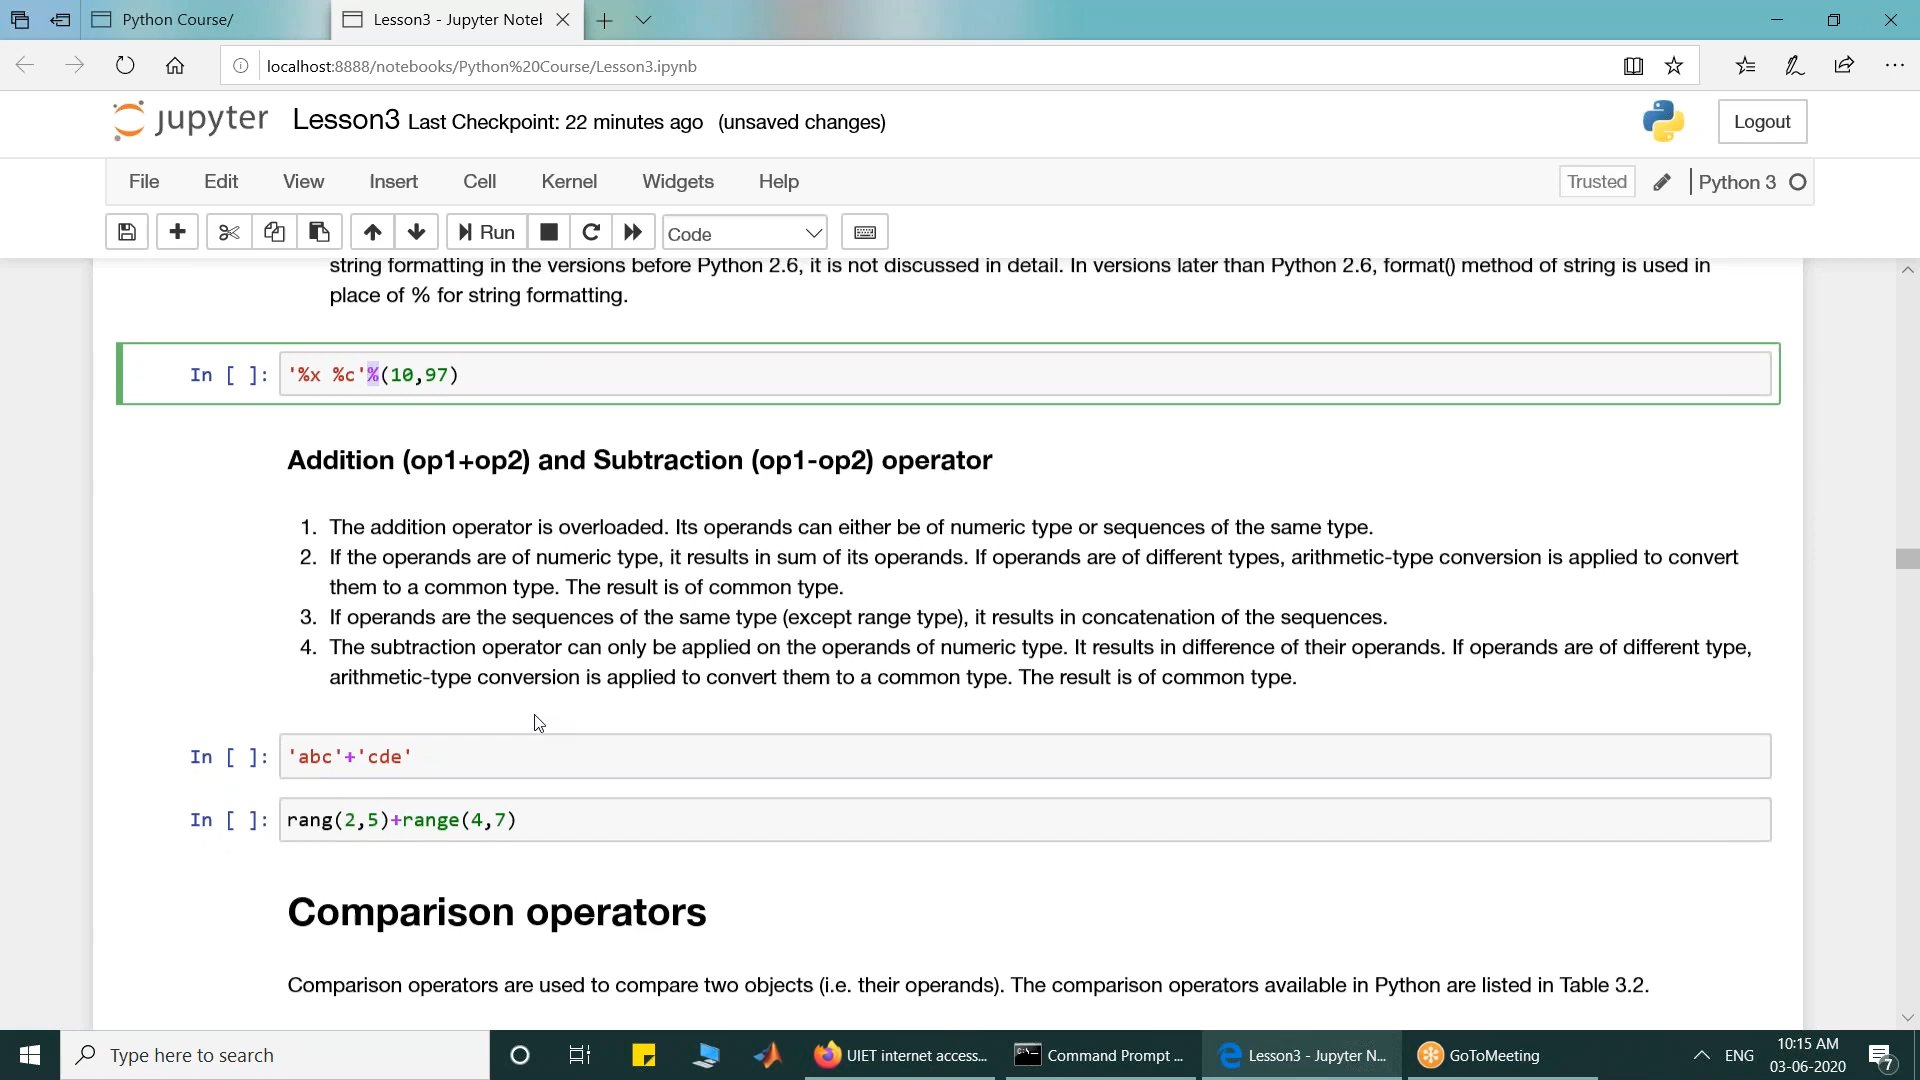 Python Course/
Lesson3 - Jupyter Notel
localhost:8888/notebooks/Python%20Course/Lesson3.ipynb
jupyter Lesson3 Last Checkpoint: 22 minutes ago (unsaved changes)
Logout
File Edit View Insert Cell Kernel Widgets Help
Trusted
Python 3
Run
Code
string formatting in the versions before Python 2.6, it is not discussed in detail. In versions later than Python 2.6, format() method of string is used in
place of % for string formatting.
In [ ]: '%x %c'%(10,97)
Addition (op1+op2) and Subtraction (op1-op2) operator
1. The addition operator is overloaded. Its operands can either be of numeric type or sequences of the same type.
2. If the operands are of numeric type, it results in sum of its operands. If operands are of different types, arithmetic-type conversion is applied to convert
them to a common type. The result is of common type.
3. If operands are the sequences of the same type (except range type), it results in concatenation of the sequences.
4. The subtraction operator can only be applied on the operands of numeric type. It results in difference of their operands. If operands are of different type,
arithmetic-type conversion is applied to convert them to a common type. The result is of common type.
In [ ]: 'abc'+'cde'
In [ ]: rang(2,5)+range(4,7)
Comparison operators
Comparison operators are used to compare two objects (i.e. their operands). The comparison operators available in Python are listed in Table 3.2.
Type here to search
UIET internet access...
Command Prompt ...
Lesson3 - Jupyter N...
GoToMeeting
ENG
10:15 AM
03-06-2020
7